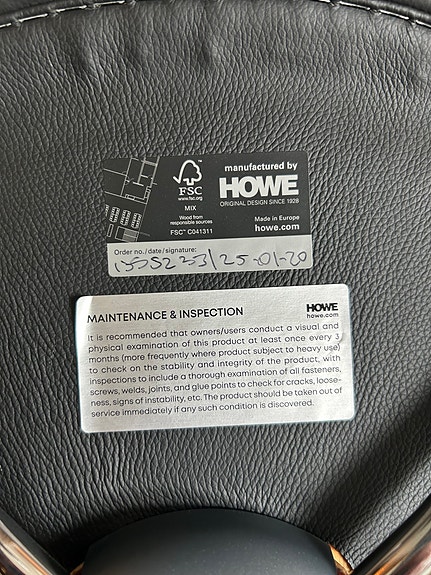 FSC™
www.fsc.org
MIX
Wood from
responsible sources
FSC™ C041311
manufactured by
HOWE
ORIGINAL DESIGN SINCE 1928
Made in Europe
howe.com
Order no./date/signature:
25-01-20
MAINTENANCE & INSPECTION
HOWE
howe.com
It is recommended that owners/users conduct a visual and
physical examination of this product at least once every 3
months (more frequently where product subject to heavy use)
to check on the stability and integrity of the product, with
inspections to include a thorough examination of all fasteners,
screws, welds, joints, and glue points to check for cracks, loose-
ness, signs of instability, etc. The product should be taken out of
service immediately if any such condition is discovered.